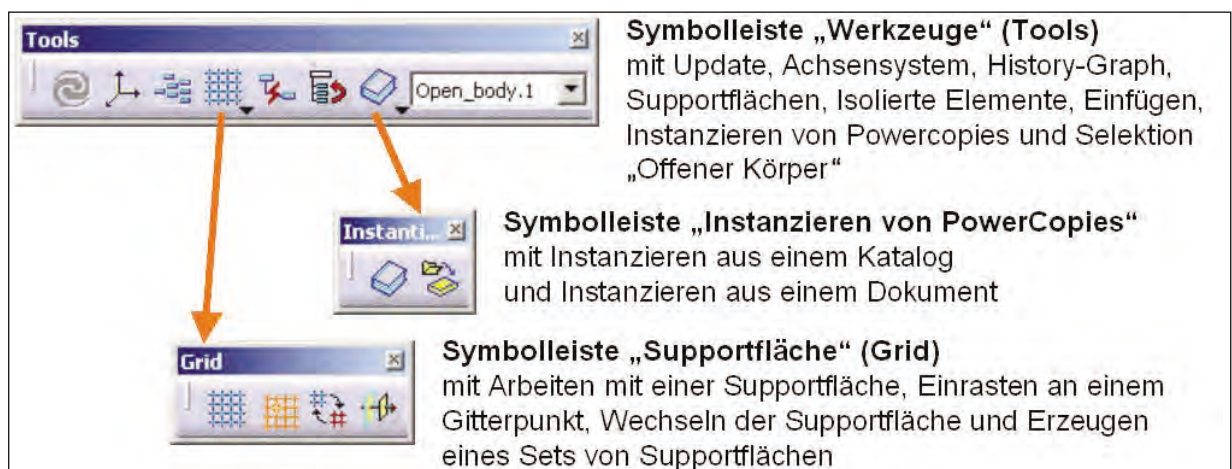 Tools
Open_body.1
Symbolleiste „Werkzeuge“ (Tools)
mit Update, Achsensystem, History-Graph,
Supportflächen, Isolierte Elemente, Einfügen,
Instanzieren von Powercopies und Selektion
„Offener Körper“
Instanti...
Symbolleiste „Instanzieren von PowerCopies“
mit Instanzieren aus einem Katalog
und Instanzieren aus einem Dokument
Grid
Symbolleiste „Supportfläche“ (Grid)
mit Arbeiten mit einer Supportfläche, Einrasten an einem
Gitterpunkt, Wechseln der Supportfläche und Erzeugen
eines Sets von Supportflächen